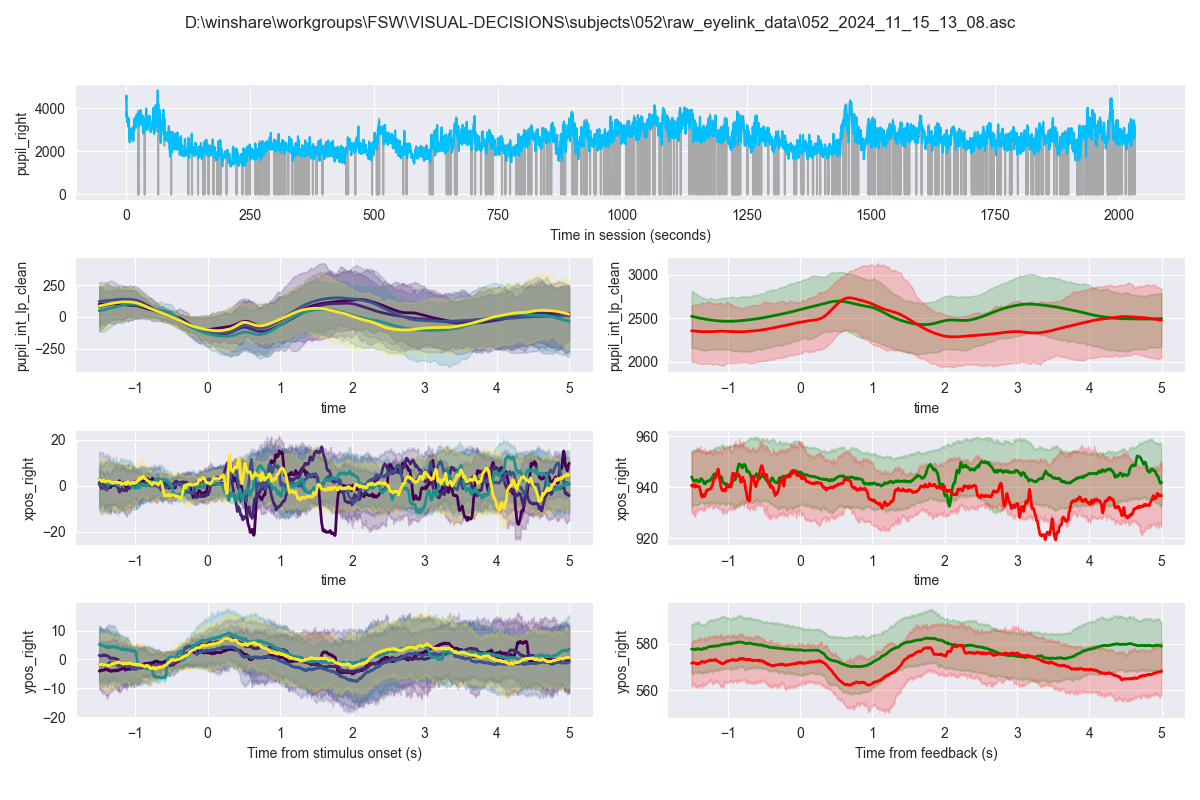 D:\winshare\workgroups\FSW\VISUAL-DECISIONS\subjects\052\raw_eyelink_data\052_2024_11_15_13_08.asc
pupil_right
4000
2000
0
0 250 500 750 1000 1250 1500 1750 2000
Time in session (seconds)
pupil_int_lp_clean
250
0
−250
−1 0 1 2 3 4 5
time
pupil_int_lp_clean
3000
2500
2000
−1 0 1 2 3 4 5
time
xpos_right
20
0
−20
−1 0 1 2 3 4 5
time
xpos_right
960
940
920
−1 0 1 2 3 4 5
time
ypos_right
10
0
−10
−20
−1 0 1 2 3 4 5
Time from stimulus onset (s)
ypos_right
580
560
−1 0 1 2 3 4 5
Time from feedback (s)